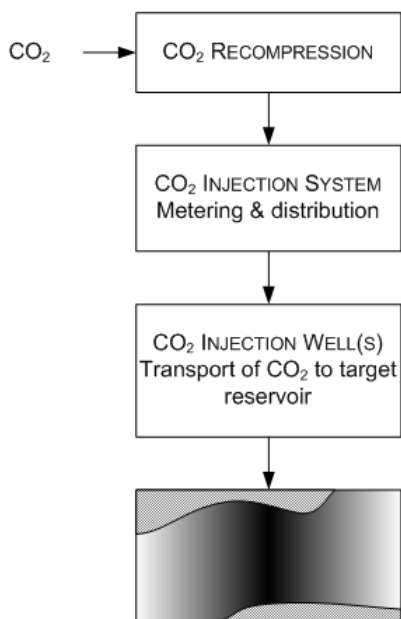 CO₂
CO₂ RECOMPRESSION
CO₂ INJECTION SYSTEM
Metering & distribution
CO₂ INJECTION WELL(S)
Transport of CO₂ to target
reservoir